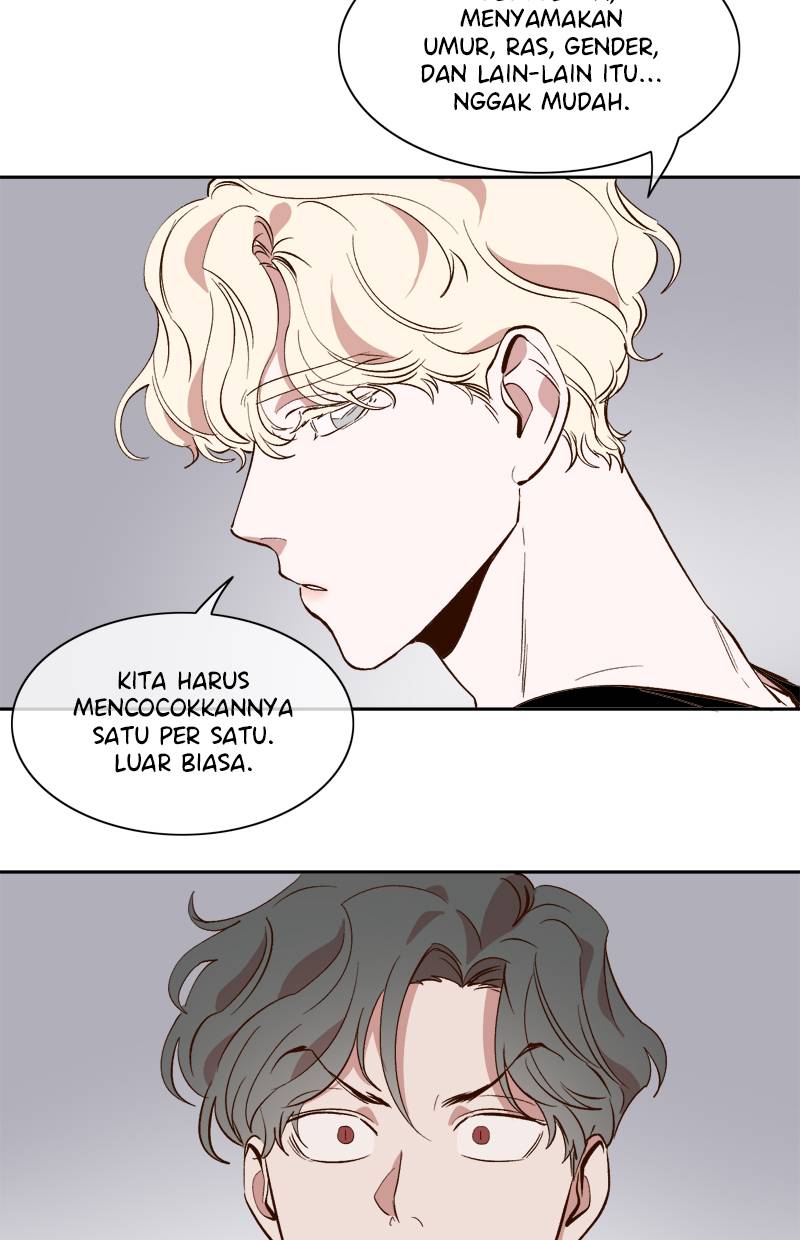 MENYAMAKAN
UMUR, RAS, GENDER,
DAN LAIN-LAIN ITU...
NGGAK MUDAH.
KITA HARUS
MENCOCOKKANNYA
SATU PER SATU.
LUAR BIASA.